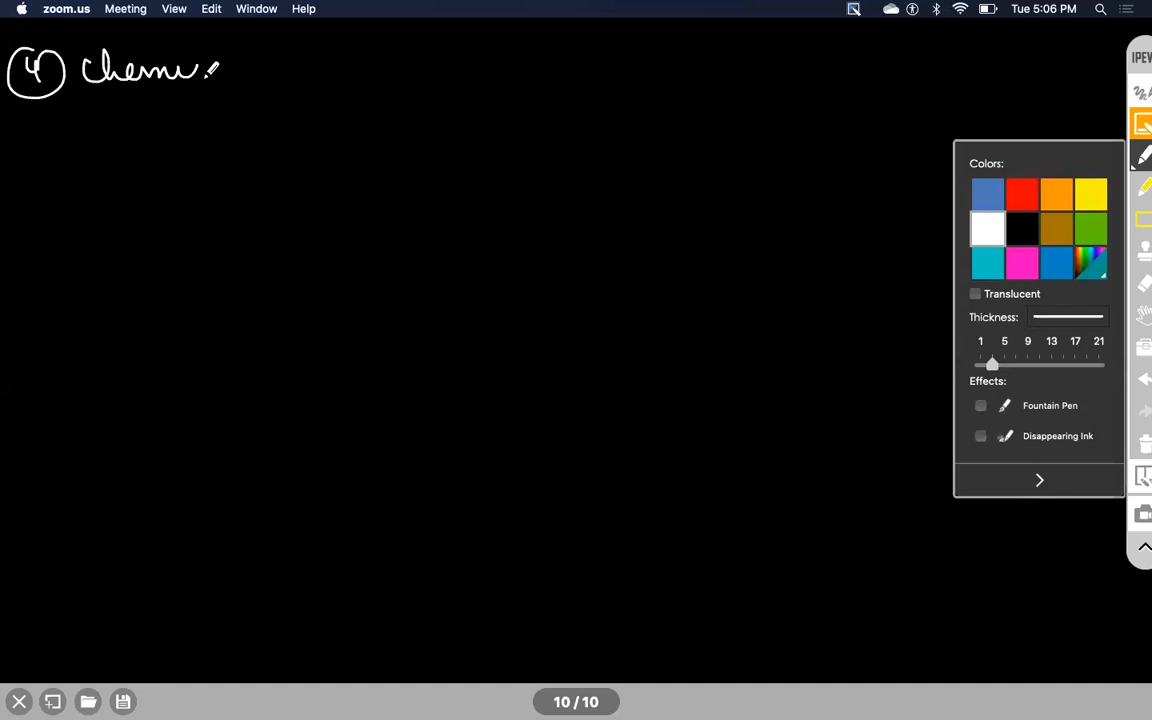 zoom.us Meeting View Edit Window Help Tue 5:06 PM
④ Chemi
IPEV
Colors:
Translucent
Thickness:
1 5 9 13 17 21
Effects:
Fountain Pen
Disappearing Ink
10 / 10